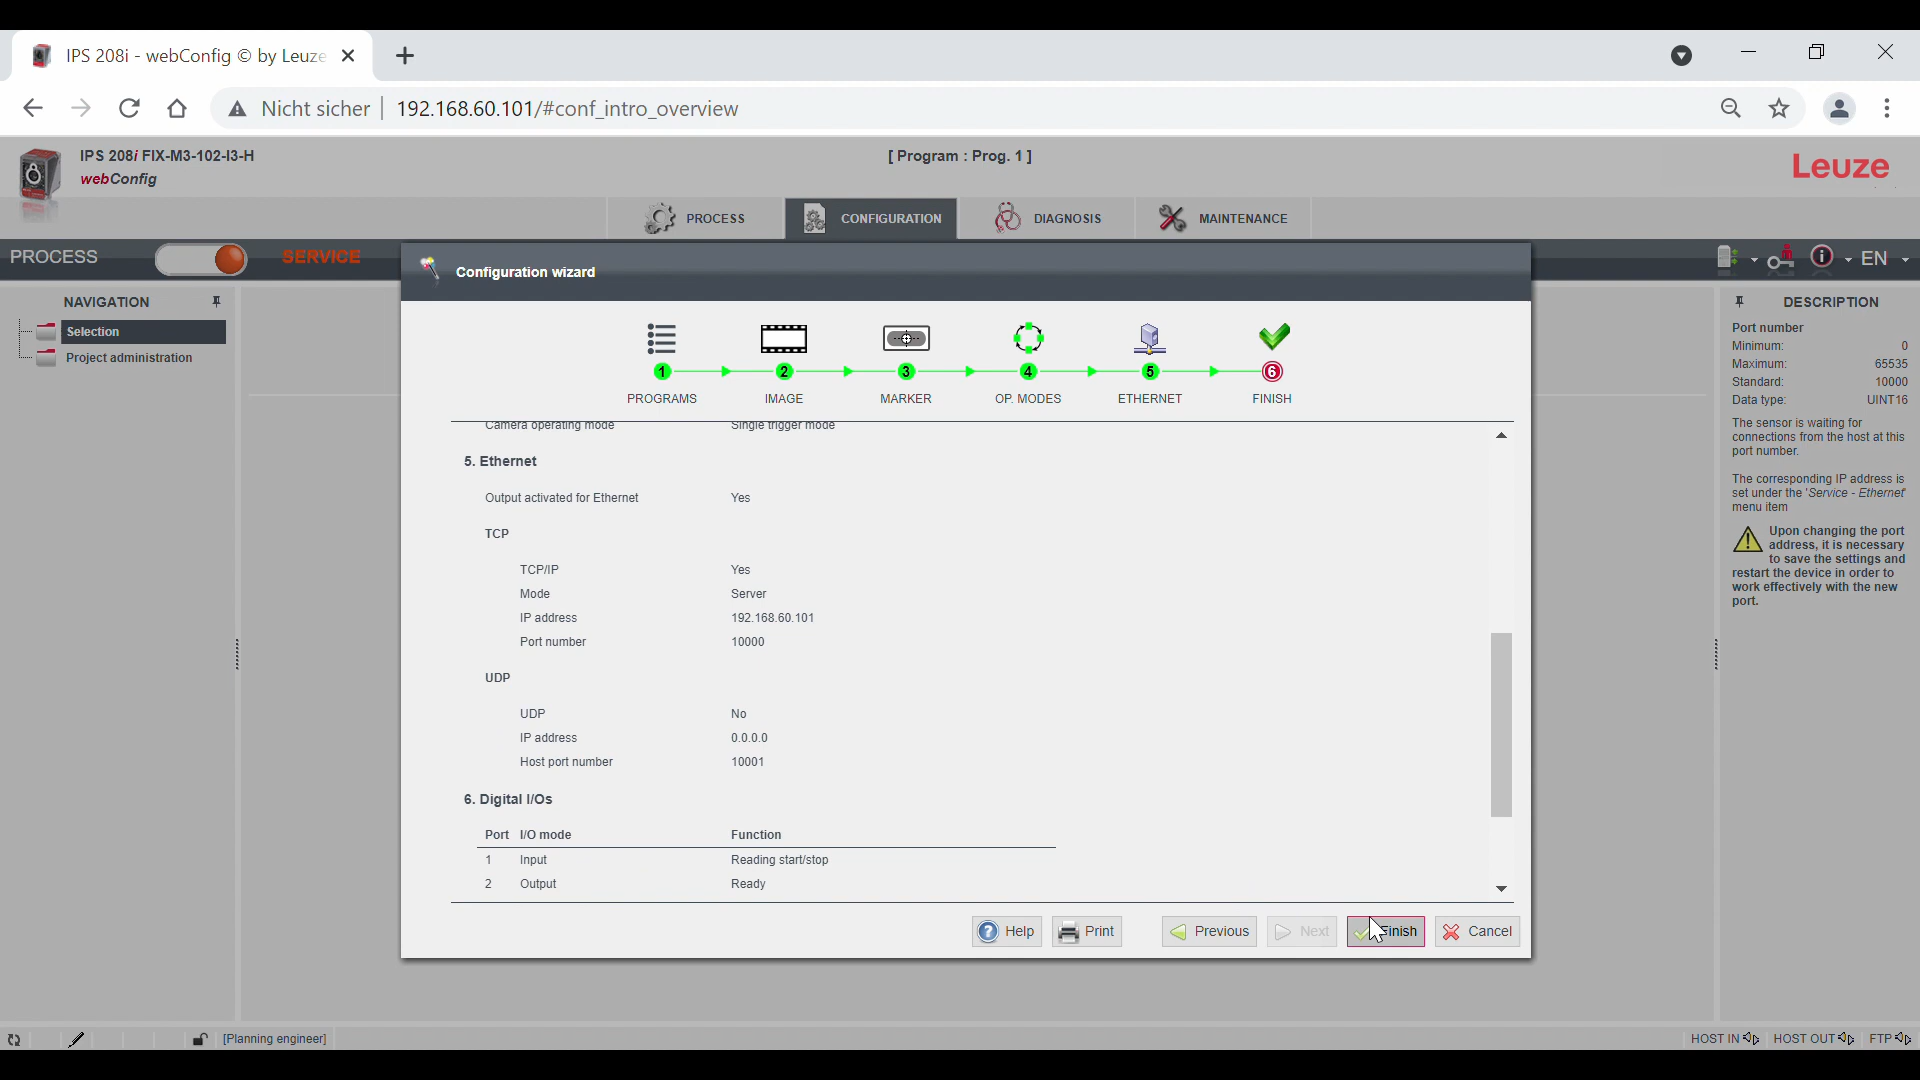 IPS 208i - webConfig © by Leuze
Nicht sicher | 192.168.60.101/#conf_intro_overview
IPS 208i FIX-M3-102-I3-H
webConfig
[ Program : Prog. 1 ]
Leuze
PROCESS CONFIGURATION DIAGNOSIS MAINTENANCE
PROCESS SERVICE
EN
Configuration wizard
NAVIGATION
Selection
Project administration
1 2 3 4 5 6
PROGRAMS IMAGE MARKER OP. MODES ETHERNET FINISH
Camera operating mode Single trigger mode
5. Ethernet
Output activated for Ethernet Yes
TCP
TCP/IP Yes
Mode Server
IP address 192.168.60.101
Port number 10000
UDP
UDP No
IP address 0.0.0.0
Host port number 10001
6. Digital I/Os
Port I/O mode Function
1 Input Reading start/stop
2 Output Ready
Help Print Previous Next Finish Cancel
DESCRIPTION
Port number
Minimum: 0
Maximum: 65535
Standard: 10000
Data type: UINT16
The sensor is waiting for
connections from the host at this
port number.
The corresponding IP address is
set under the 'Service - Ethernet'
menu item
Upon changing the port
address, it is necessary
to save the settings and
restart the device in order to
work effectively with the new
port.
[Planning engineer]
HOST IN HOST OUT FTP